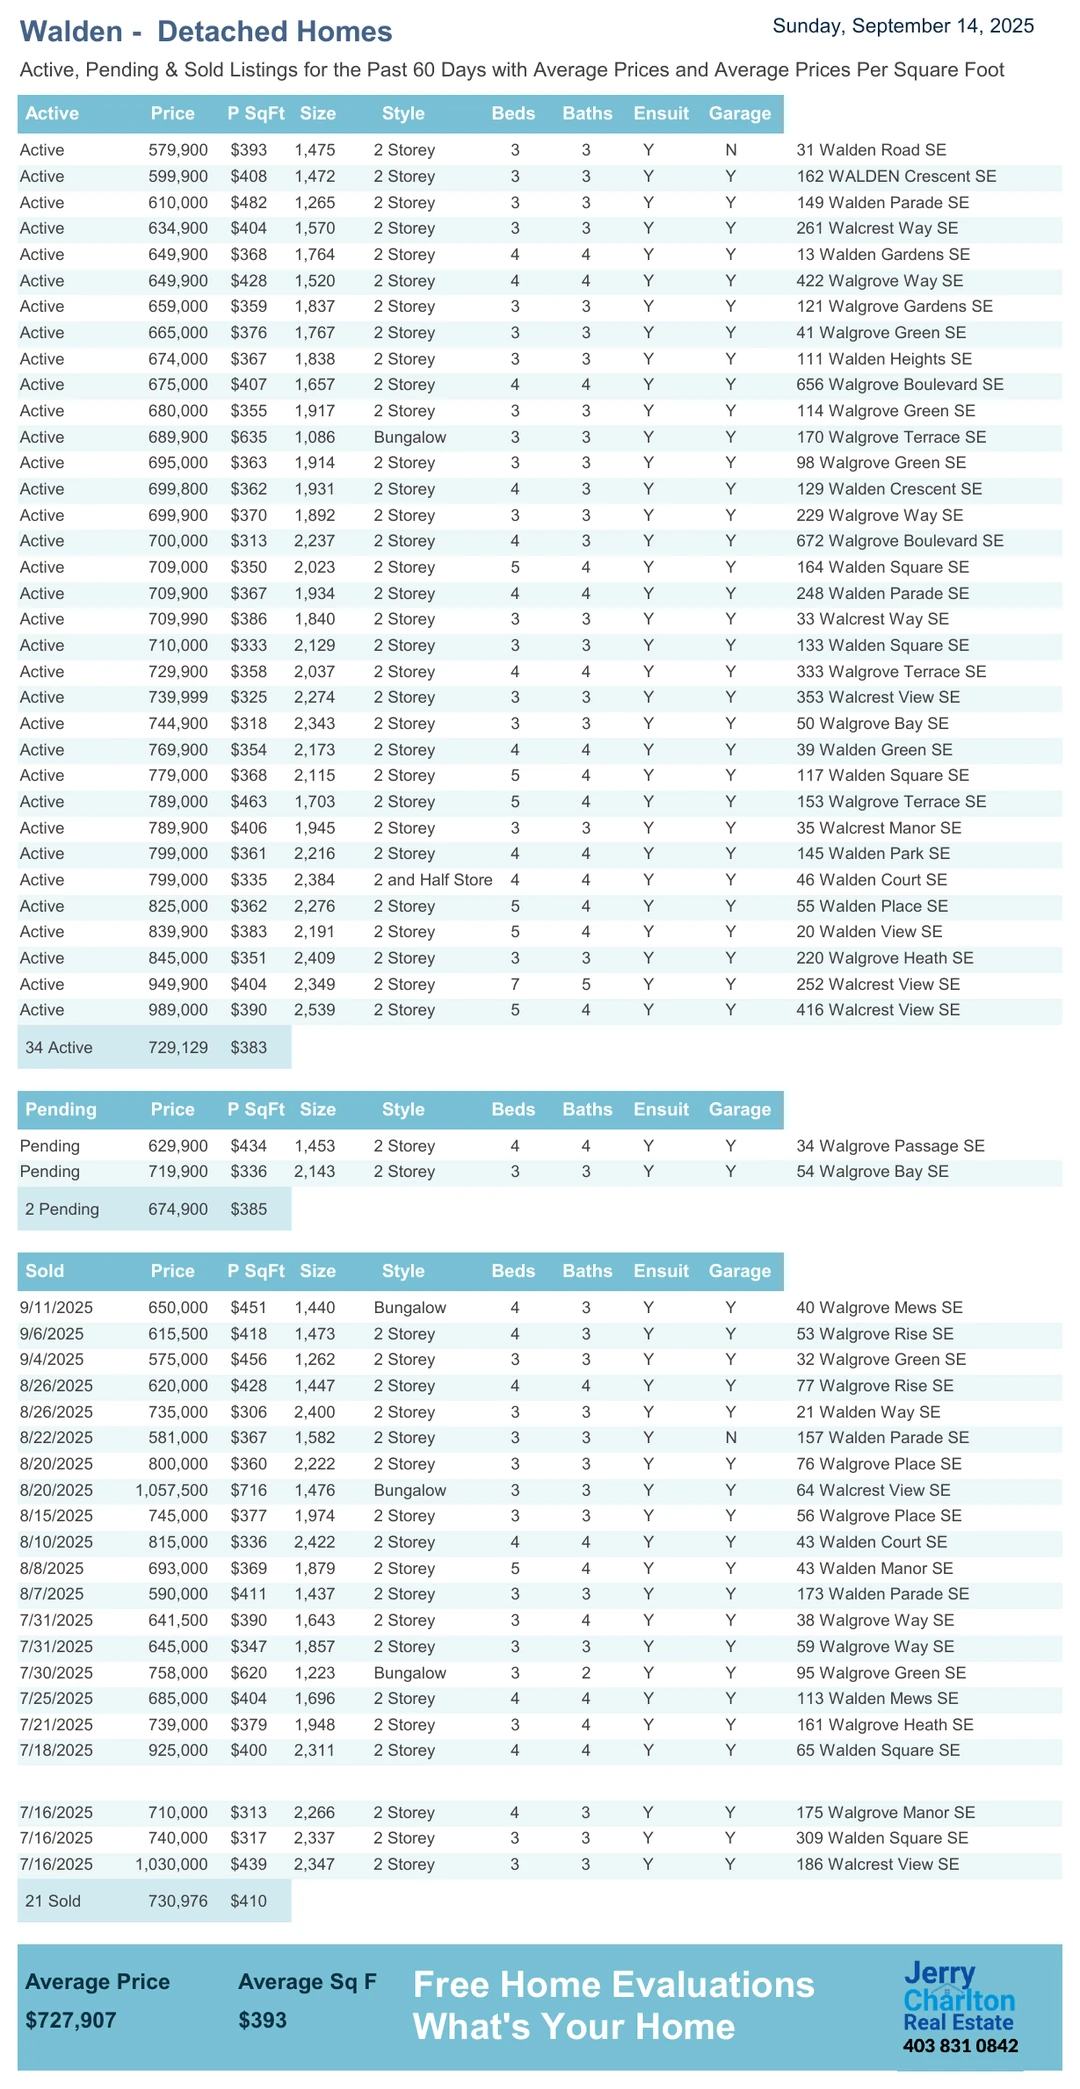 Walden -  Detached Homes
Sunday, September 14, 2025
Active, Pending & Sold Listings for the Past 60 Days with Average Prices and Average Prices Per Square Foot
Active Price P SqFt Size Style Beds Baths Ensuit Garage
Active 579,900 $393 1,475 2 Storey 3 3 Y N 31 Walden Road SE
Active 599,900 $408 1,472 2 Storey 3 3 Y Y 162 WALDEN Crescent SE
Active 610,000 $482 1,265 2 Storey 3 3 Y Y 149 Walden Parade SE
Active 634,900 $404 1,570 2 Storey 3 3 Y Y 261 Walcrest Way SE
Active 649,900 $368 1,764 2 Storey 4 4 Y Y 13 Walden Gardens SE
Active 649,900 $428 1,520 2 Storey 4 4 Y Y 422 Walgrove Way SE
Active 659,000 $359 1,837 2 Storey 3 3 Y Y 121 Walgrove Gardens SE
Active 665,000 $376 1,767 2 Storey 3 3 Y Y 41 Walgrove Green SE
Active 674,000 $367 1,838 2 Storey 3 3 Y Y 111 Walden Heights SE
Active 675,000 $407 1,657 2 Storey 4 4 Y Y 656 Walgrove Boulevard SE
Active 680,000 $355 1,917 2 Storey 3 3 Y Y 114 Walgrove Green SE
Active 689,900 $635 1,086 Bungalow 3 3 Y Y 170 Walgrove Terrace SE
Active 695,000 $363 1,914 2 Storey 3 3 Y Y 98 Walgrove Green SE
Active 699,800 $362 1,931 2 Storey 4 3 Y Y 129 Walden Crescent SE
Active 699,900 $370 1,892 2 Storey 3 3 Y Y 229 Walgrove Way SE
Active 700,000 $313 2,237 2 Storey 4 3 Y Y 672 Walgrove Boulevard SE
Active 709,000 $350 2,023 2 Storey 5 4 Y Y 164 Walden Square SE
Active 709,900 $367 1,934 2 Storey 4 4 Y Y 248 Walden Parade SE
Active 709,990 $386 1,840 2 Storey 3 3 Y Y 33 Walcrest Way SE
Active 710,000 $333 2,129 2 Storey 3 3 Y Y 133 Walden Square SE
Active 729,900 $358 2,037 2 Storey 4 4 Y Y 333 Walgrove Terrace SE
Active 739,999 $325 2,274 2 Storey 3 3 Y Y 353 Walcrest View SE
Active 744,900 $318 2,343 2 Storey 3 3 Y Y 50 Walgrove Bay SE
Active 769,900 $354 2,173 2 Storey 4 4 Y Y 39 Walden Green SE
Active 779,000 $368 2,115 2 Storey 5 4 Y Y 117 Walden Square SE
Active 789,000 $463 1,703 2 Storey 5 4 Y Y 153 Walgrove Terrace SE
Active 789,900 $406 1,945 2 Storey 3 3 Y Y 35 Walcrest Manor SE
Active 799,000 $361 2,216 2 Storey 4 4 Y Y 145 Walden Park SE
Active 799,000 $335 2,384 2 and Half Store 4 4 Y Y 46 Walden Court SE
Active 825,000 $362 2,276 2 Storey 5 4 Y Y 55 Walden Place SE
Active 839,900 $383 2,191 2 Storey 5 4 Y Y 20 Walden View SE
Active 845,000 $351 2,409 2 Storey 3 3 Y Y 220 Walgrove Heath SE
Active 949,900 $404 2,349 2 Storey 7 5 Y Y 252 Walcrest View SE
Active 989,000 $390 2,539 2 Storey 5 4 Y Y 416 Walcrest View SE
34 Active 729,129 $383
Pending Price P SqFt Size Style Beds Baths Ensuit Garage
Pending 629,900 $434 1,453 2 Storey 4 4 Y Y 34 Walgrove Passage SE
Pending 719,900 $336 2,143 2 Storey 3 3 Y Y 54 Walgrove Bay SE
2 Pending 674,900 $385
Sold Price P SqFt Size Style Beds Baths Ensuit Garage
9/11/2025 650,000 $451 1,440 Bungalow 4 3 Y Y 40 Walgrove Mews SE
9/6/2025 615,500 $418 1,473 2 Storey 4 3 Y Y 53 Walgrove Rise SE
9/4/2025 575,000 $456 1,262 2 Storey 3 3 Y Y 32 Walgrove Green SE
8/26/2025 620,000 $428 1,447 2 Storey 4 4 Y Y 77 Walgrove Rise SE
8/26/2025 735,000 $306 2,400 2 Storey 3 3 Y Y 21 Walden Way SE
8/22/2025 581,000 $367 1,582 2 Storey 3 3 Y N 157 Walden Parade SE
8/20/2025 800,000 $360 2,222 2 Storey 3 3 Y Y 76 Walgrove Place SE
8/20/2025 1,057,500 $716 1,476 Bungalow 3 3 Y Y 64 Walcrest View SE
8/15/2025 745,000 $377 1,974 2 Storey 3 3 Y Y 56 Walgrove Place SE
8/10/2025 815,000 $336 2,422 2 Storey 4 4 Y Y 43 Walden Court SE
8/8/2025 693,000 $369 1,879 2 Storey 5 4 Y Y 43 Walden Manor SE
8/7/2025 590,000 $411 1,437 2 Storey 3 3 Y Y 173 Walden Parade SE
7/31/2025 641,500 $390 1,643 2 Storey 3 4 Y Y 38 Walgrove Way SE
7/31/2025 645,000 $347 1,857 2 Storey 3 3 Y Y 59 Walgrove Way SE
7/30/2025 758,000 $620 1,223 Bungalow 3 2 Y Y 95 Walgrove Green SE
7/25/2025 685,000 $404 1,696 2 Storey 4 4 Y Y 113 Walden Mews SE
7/21/2025 739,000 $379 1,948 2 Storey 3 4 Y Y 161 Walgrove Heath SE
7/18/2025 925,000 $400 2,311 2 Storey 4 4 Y Y 65 Walden Square SE
7/16/2025 710,000 $313 2,266 2 Storey 4 3 Y Y 175 Walgrove Manor SE
7/16/2025 740,000 $317 2,337 2 Storey 3 3 Y Y 309 Walden Square SE
7/16/2025 1,030,000 $439 2,347 2 Storey 3 3 Y Y 186 Walcrest View SE
21 Sold 730,976 $410
Average Price Average Sq F
$727,907 $393
Free Home Evaluations
What's Your Home
Jerry
Charlton
Real Estate
403 831 0842